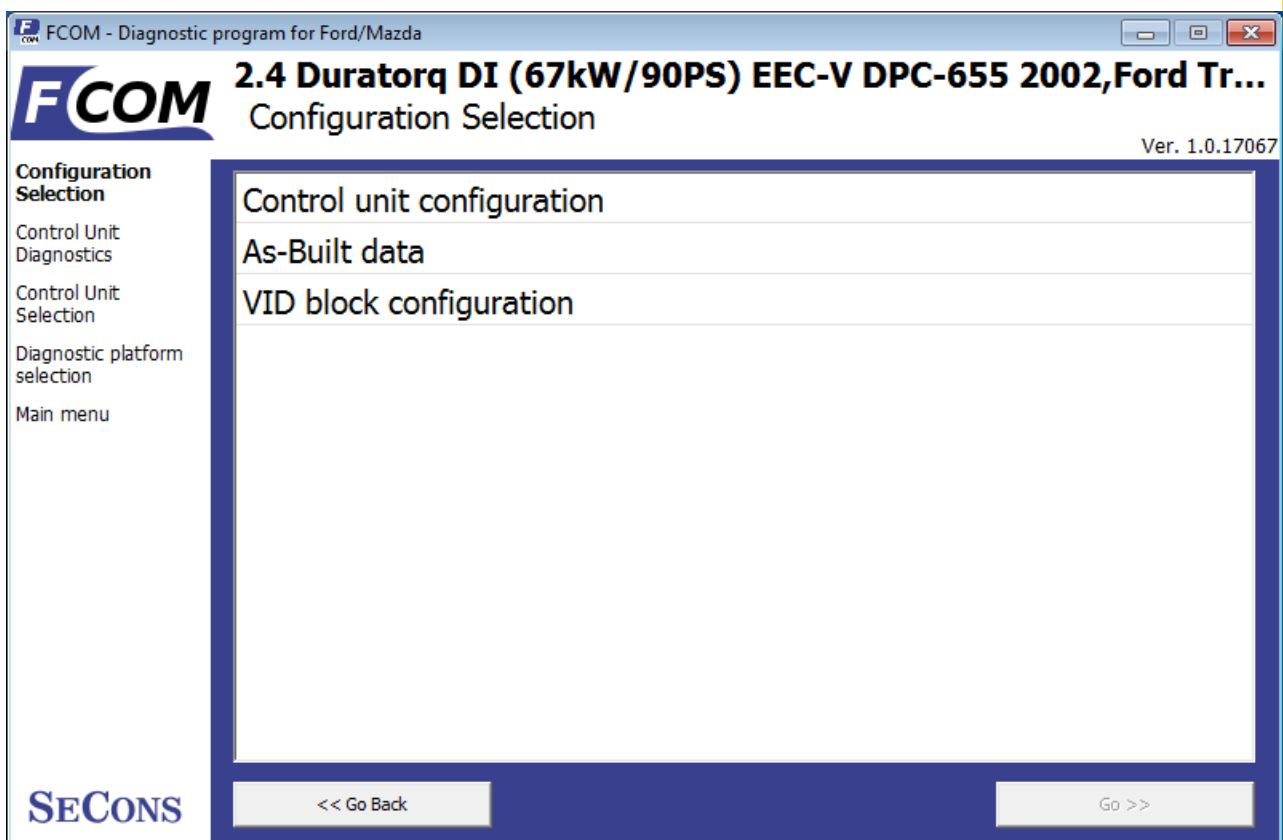 FCOM - Diagnostic program for Ford/Mazda
FCOM
2.4 Duratorq DI (67kW/90PS) EEC-V DPC-655 2002,Ford Tr...
Configuration Selection
Ver. 1.0.17067
Configuration
Selection
Control Unit
Diagnostics
Control Unit
Selection
Diagnostic platform
selection
Main menu
Control unit configuration
As-Built data
VID block configuration
SECONS
<< Go Back
Go >>